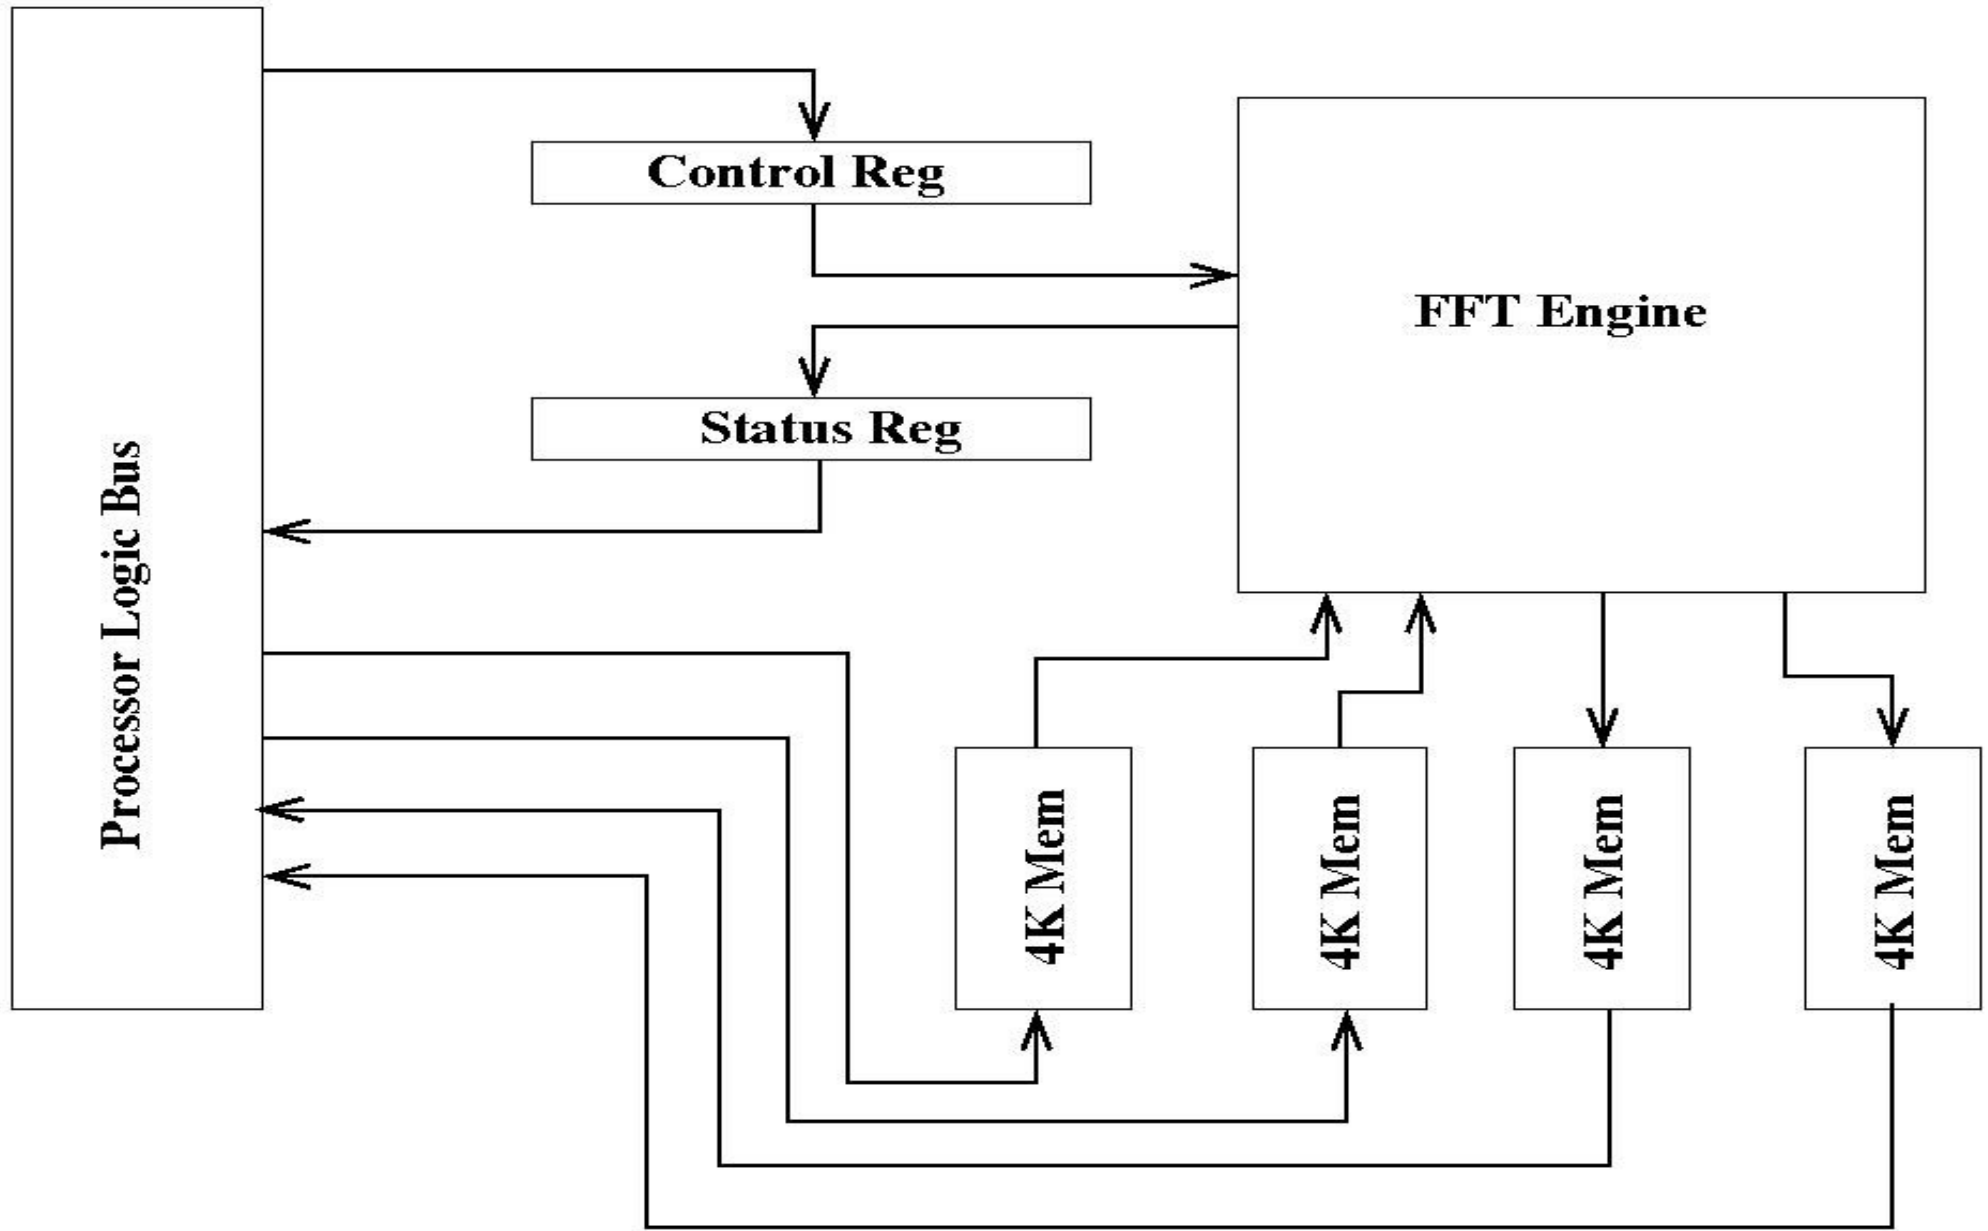 Control Reg
FFT Engine
Status Reg
Processor Logic Bus
4K Mem
4K Mem
4K Mem
4K Mem